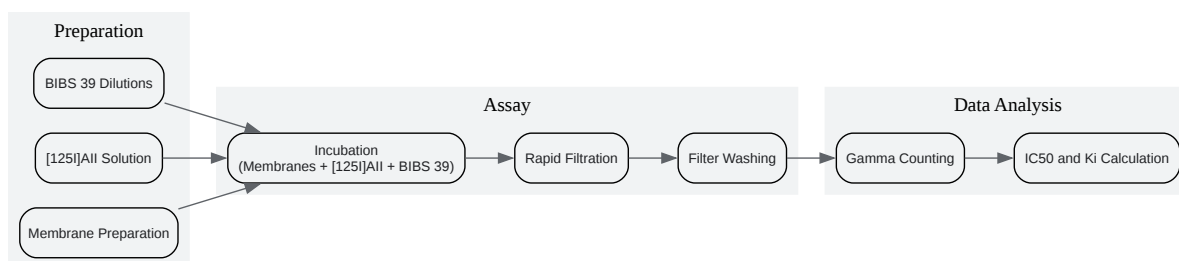 Preparation
BIBS 39 Dilutions
[125I]AII Solution
Membrane Preparation
Assay
Incubation
(Membranes + [125I]AII + BIBS 39)
Rapid Filtration
Filter Washing
Data Analysis
Gamma Counting
IC50 and Ki Calculation